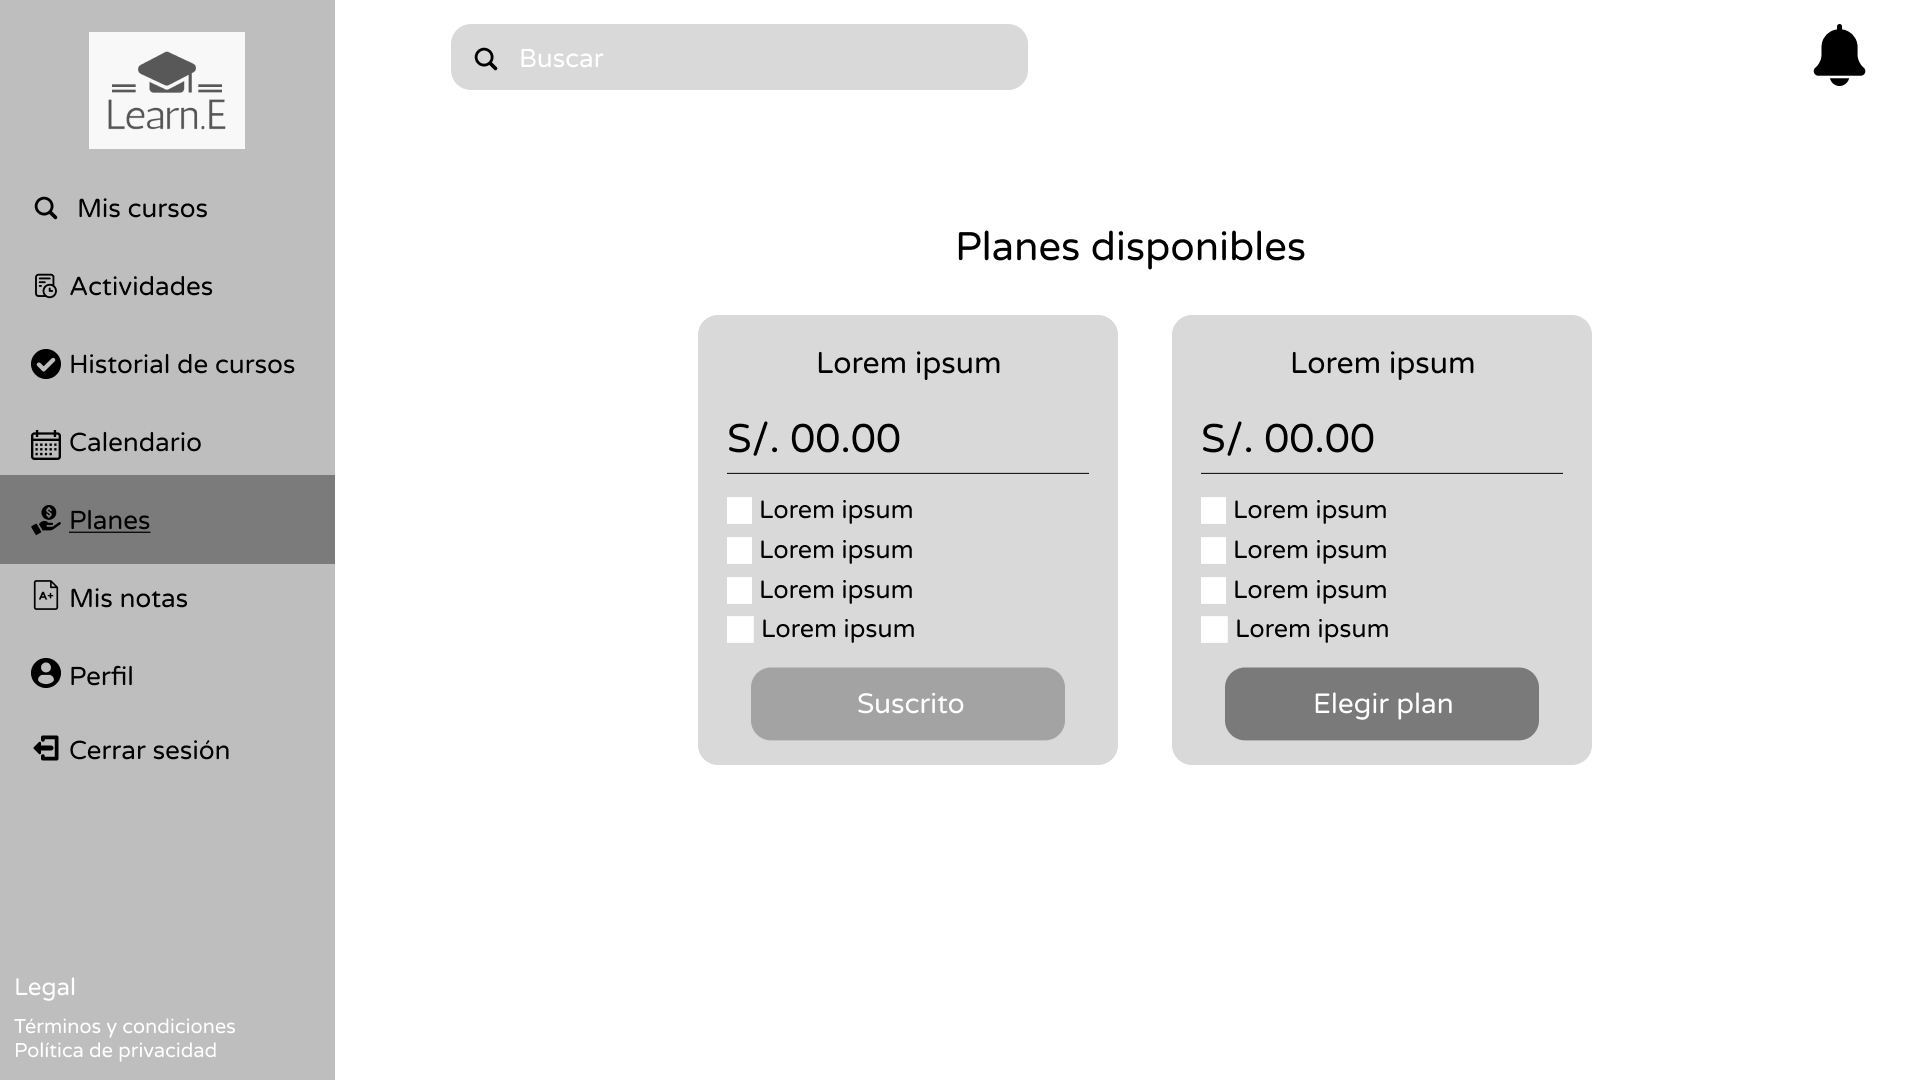 Learn.E
Mis cursos
Actividades
Historial de cursos
Calendario
Planes
A+
Mis notas
Perfil
Cerrar sesión
Legal
Términos y condiciones
Política de privacidad
Buscar
Planes disponibles
Lorem ipsum
S/. 00.00
Lorem ipsum
Lorem ipsum
Lorem ipsum
Lorem ipsum
Suscrito
Lorem ipsum
S/. 00.00
Lorem ipsum
Lorem ipsum
Lorem ipsum
Lorem ipsum
Elegir plan